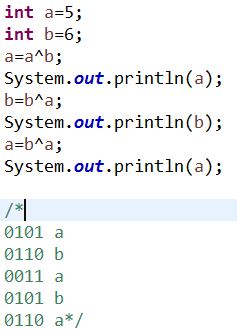 int a=5;
int b=6;
a=a^b;
System.out.println(a);
b=b^a;
System.out.println(b);
a=b^a;
System.out.println(a);
/*
0101 a
0110 b
0011 a
0101 b
0110 a*/